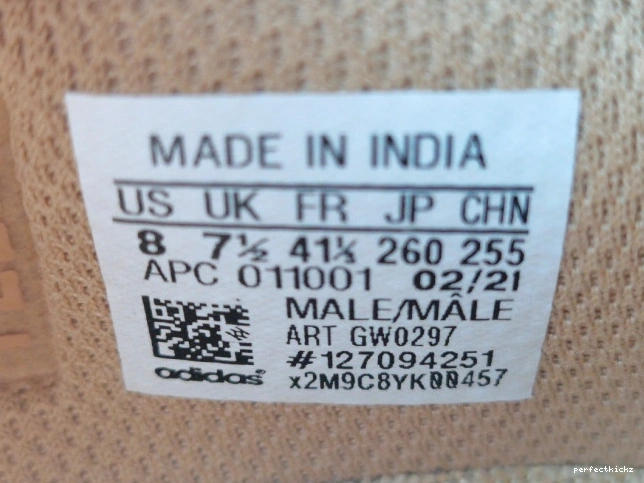 MADE IN INDIA
US UK FR JP CHN
8 7½ 41⅓ 260 255
APC 011001 02/21
MALE/MÂLE
ART GW0297
#127094251
adidas
x2M9C8YK00457
perfectkickz